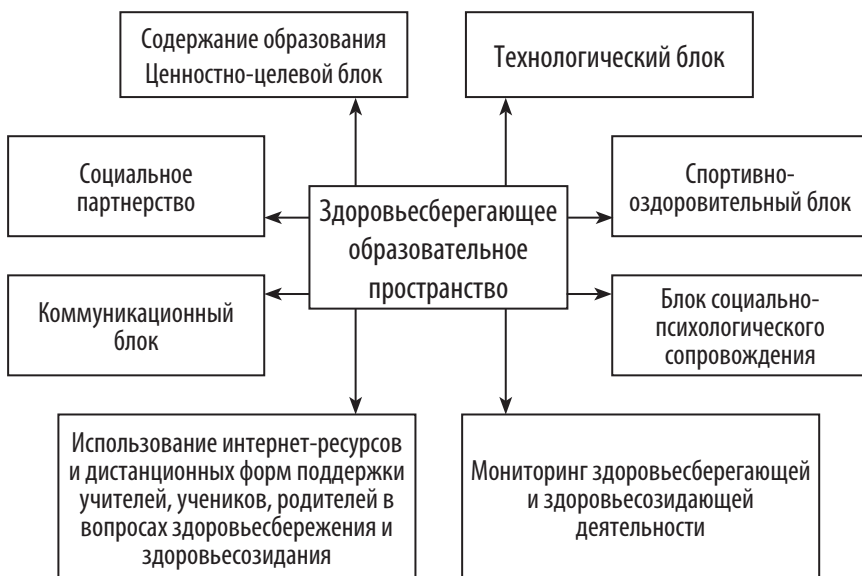 Содержание образования
Ценностно-целевой блок
Технологический блок
Социальное
партнерство
Здоровьесберегающее
образовательное
пространство
Спортивно-
оздоровительный блок
Коммуникационный
блок
Блок социально-
психологического
сопровождения
Использование интернет-ресурсов
и дистанционных форм поддержки
учителей, учеников, родителей в
вопросах здоровьесбережения и
здоровьесозидания
Мониторинг здоровьесберегающей
и здоровьесозидающей
деятельности